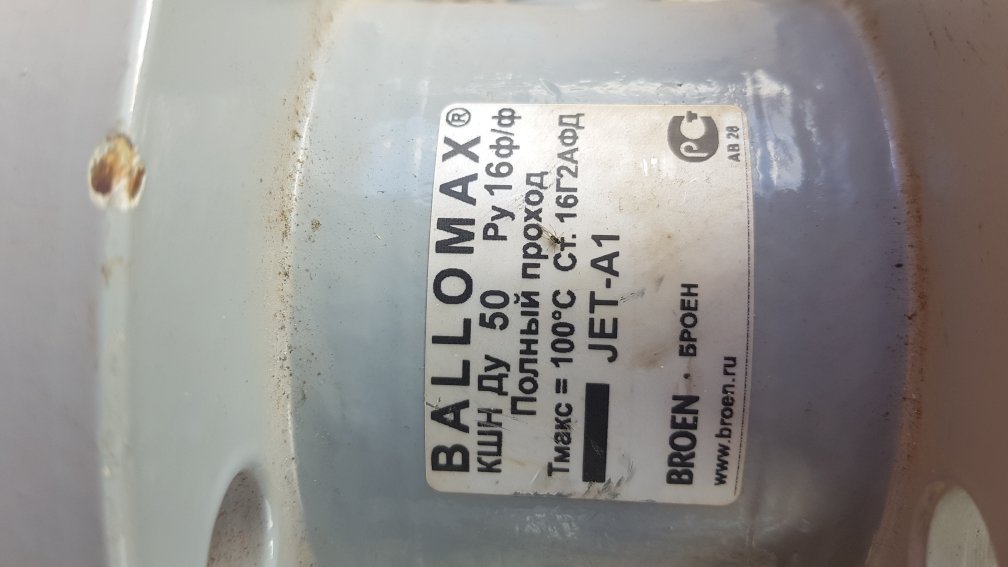 BALLOMAX®
КШН Ду 50 Ру 16ф/ф
Полный проход
Тмакс = 100°С Ст. 16Г2АФД
JET-A1
BROEN • БРОЕН
www.broen.ru
РСТ
АВ 28